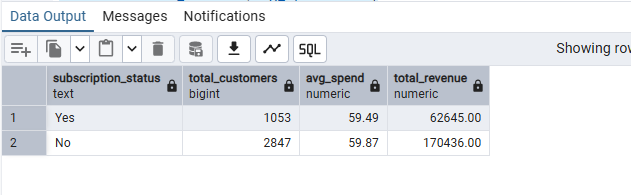 Data Output Messages Notifications
SQL
Showing
subscription_status text
total_customers bigint
avg_spend numeric
total_revenue numeric
1 Yes 1053 59.49 62645.00
2 No 2847 59.87 170436.00